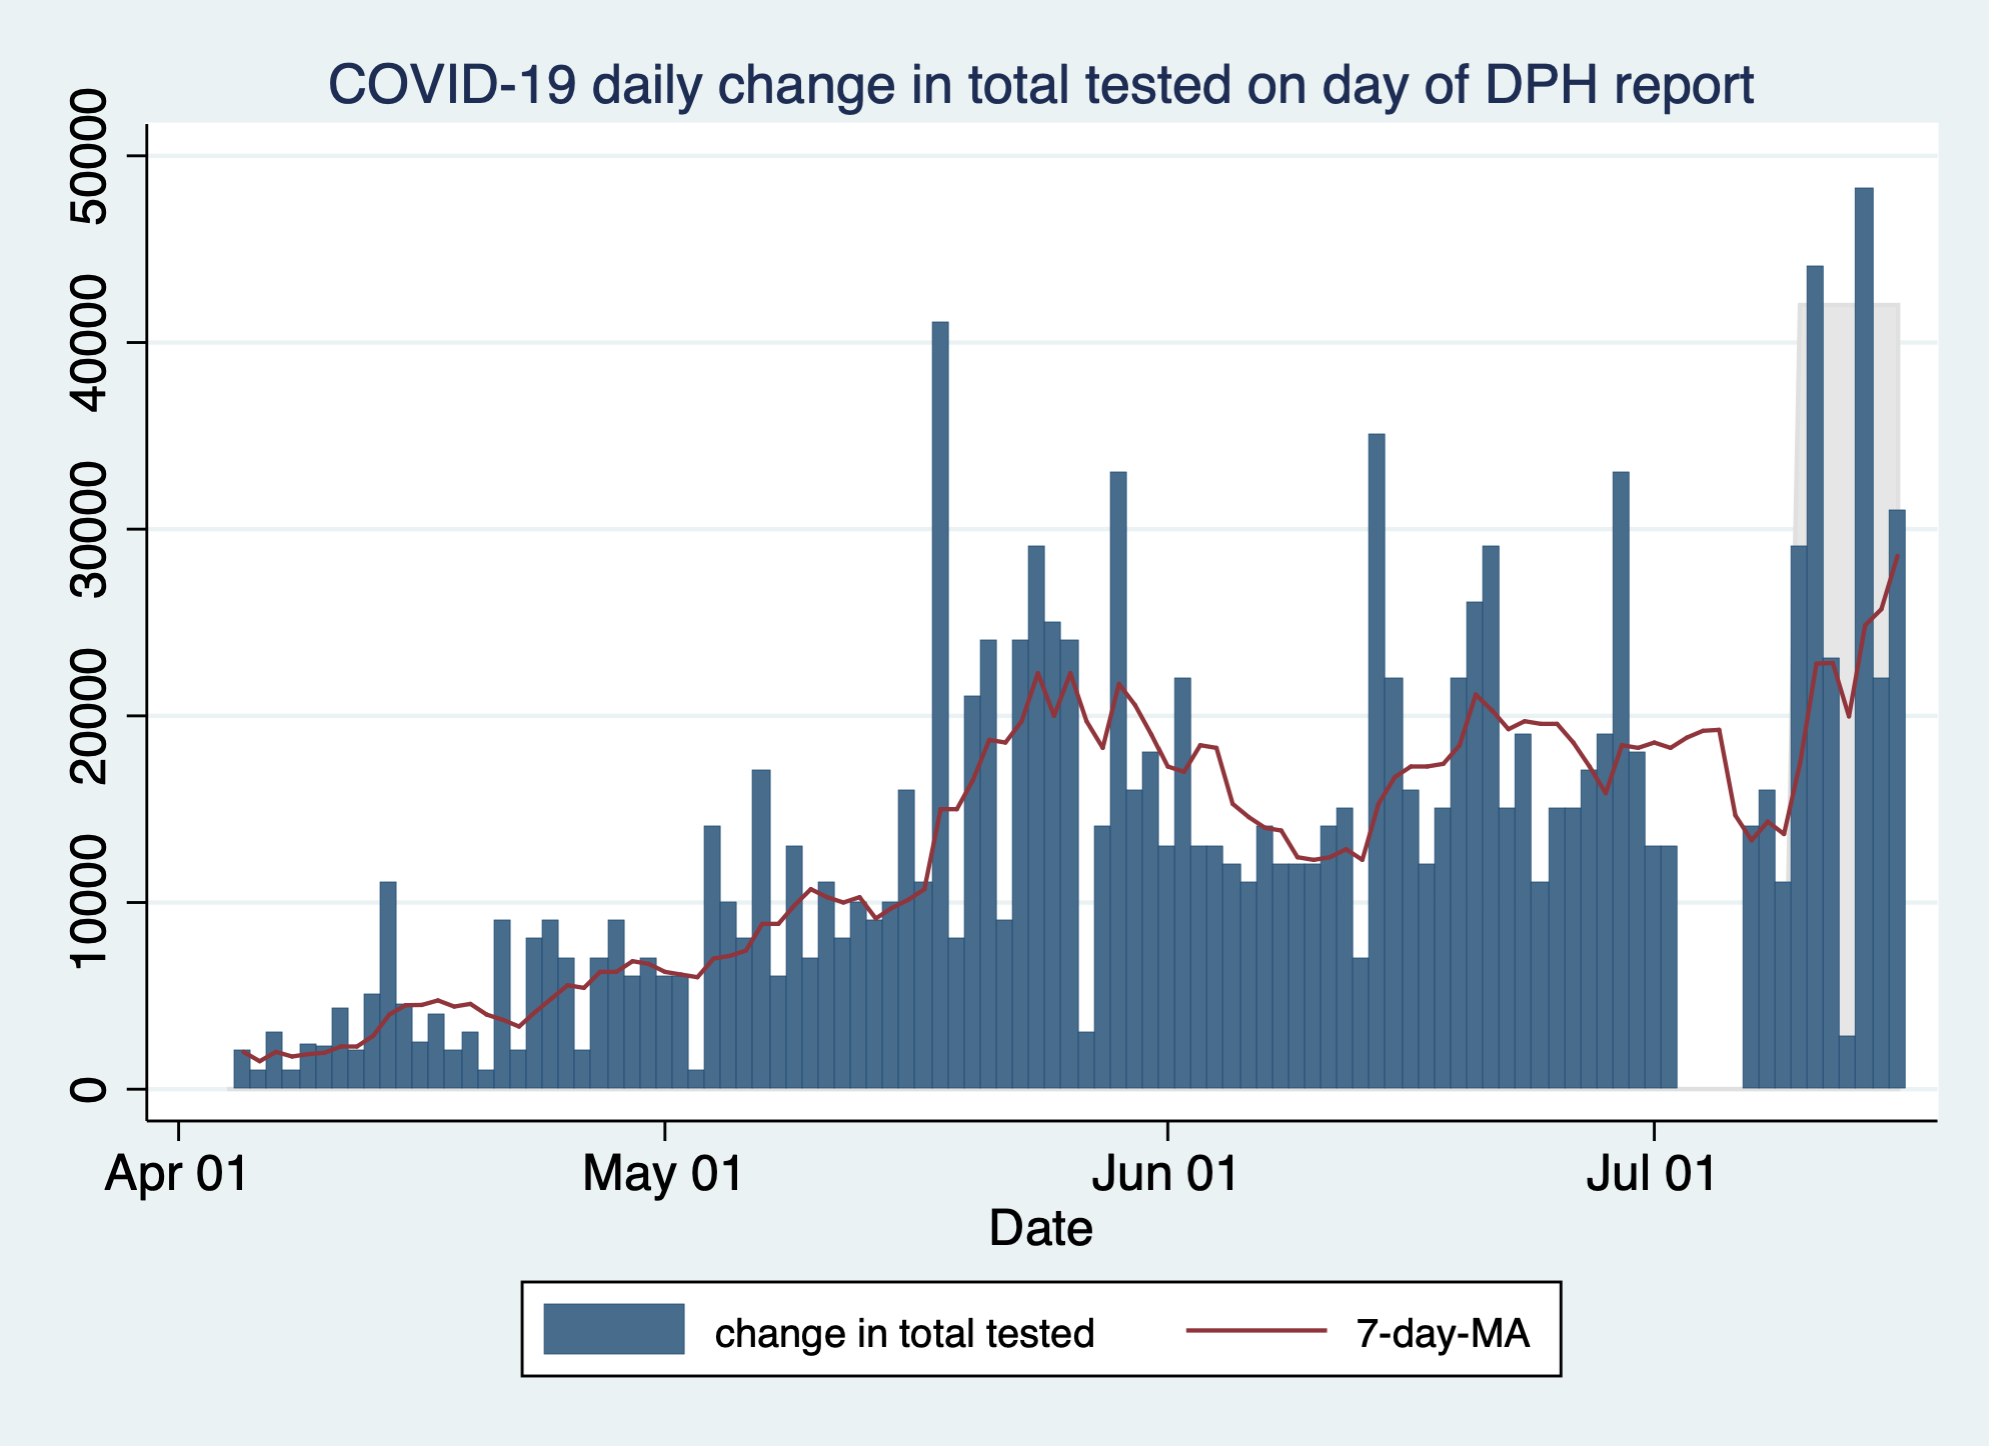 COVID-19 daily change in total tested on day of DPH report
50000
40000
30000
20000
10000
0
Apr 01
May 01
Jun 01
Jul 01
Date
change in total tested
7-day-MA